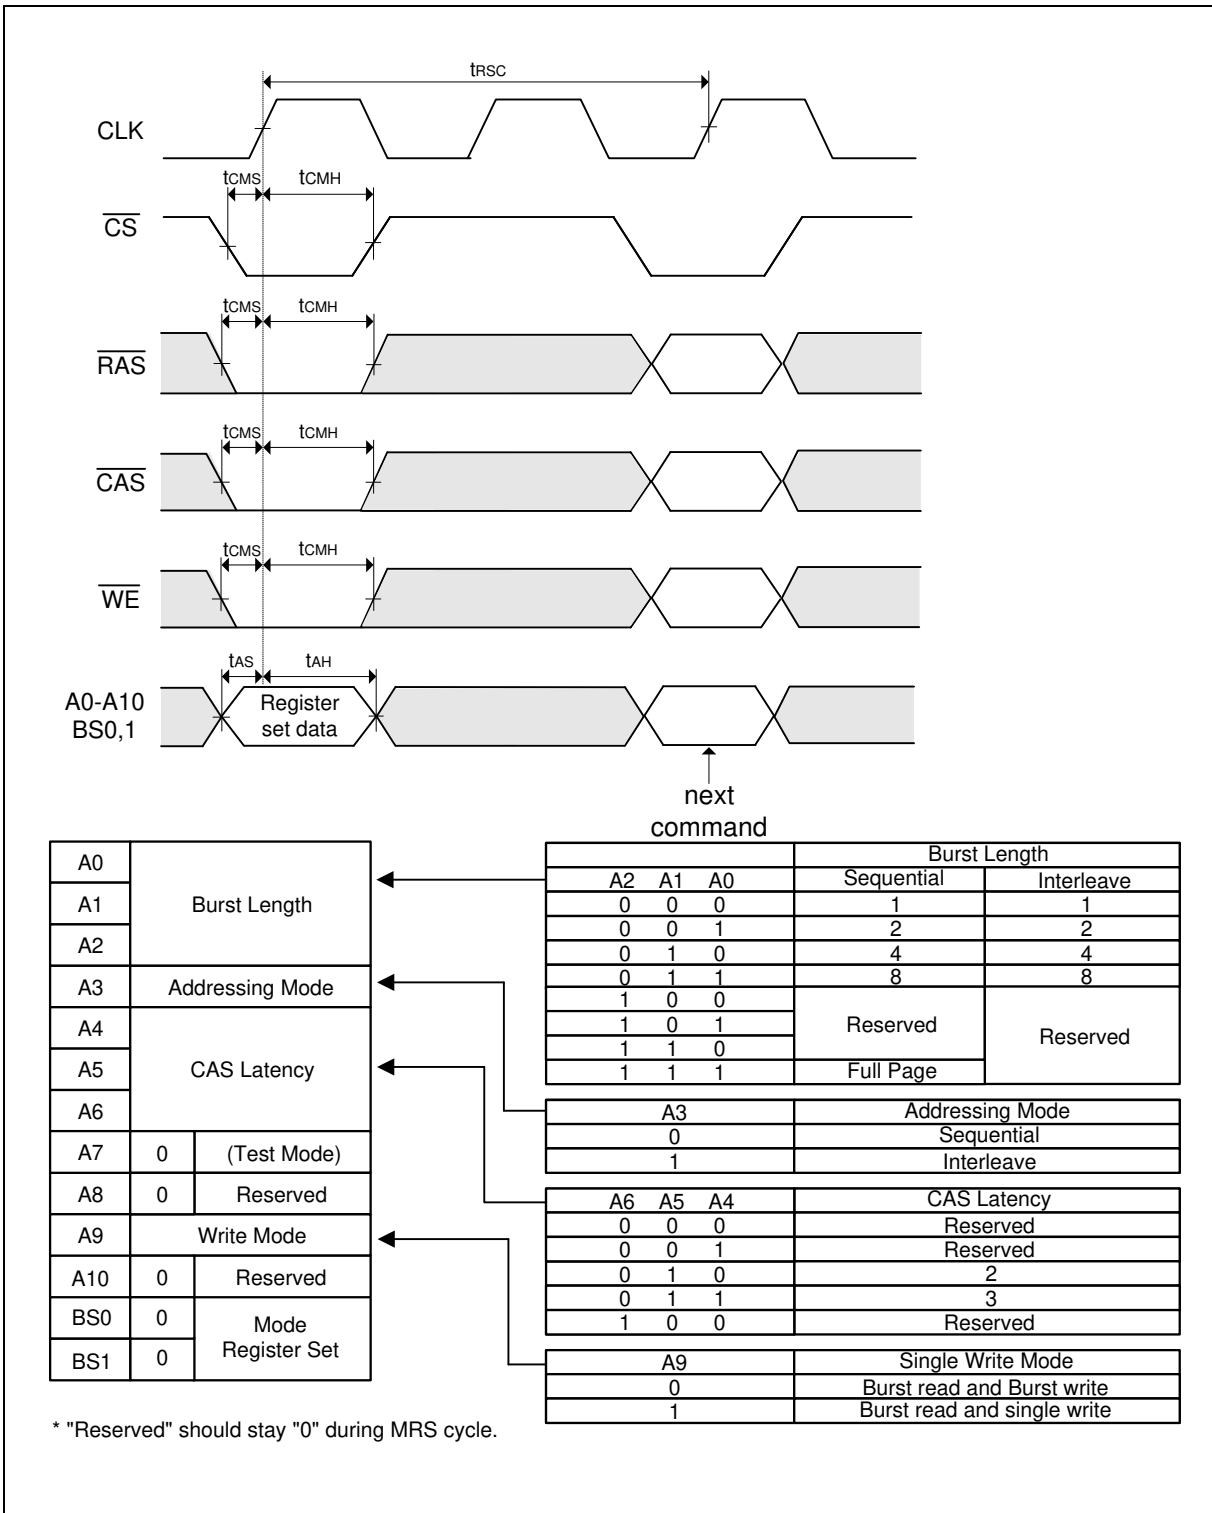 tRSC
CLK
tCMS tCMH
CS
tCMS tCMH
RAS
tCMS tCMH
CAS
tCMS tCMH
WE
tAS tAH
A0-A10
BS0,1
Register
set data
next
command
A0
A1 Burst Length
A2
A3 Addressing Mode
A4
A5 CAS Latency
A6
A7 0 (Test Mode)
A8 0 Reserved
A9 Write Mode
A10 0 Reserved
BS0 0 Mode
Register Set
BS1 0
Burst Length
A2 A1 A0 Sequential Interleave
0 0 0 1 1
0 0 1 2 2
0 1 0 4 4
0 1 1 8 8
1 0 0
1 0 1 Reserved Reserved
1 1 0
1 1 1 Full Page
A3 Addressing Mode
0 Sequential
1 Interleave
A6 A5 A4 CAS Latency
0 0 0 Reserved
0 0 1 Reserved
0 1 0 2
0 1 1 3
1 0 0 Reserved
A9 Single Write Mode
0 Burst read and Burst write
1 Burst read and single write
* "Reserved" should stay "0" during MRS cycle.